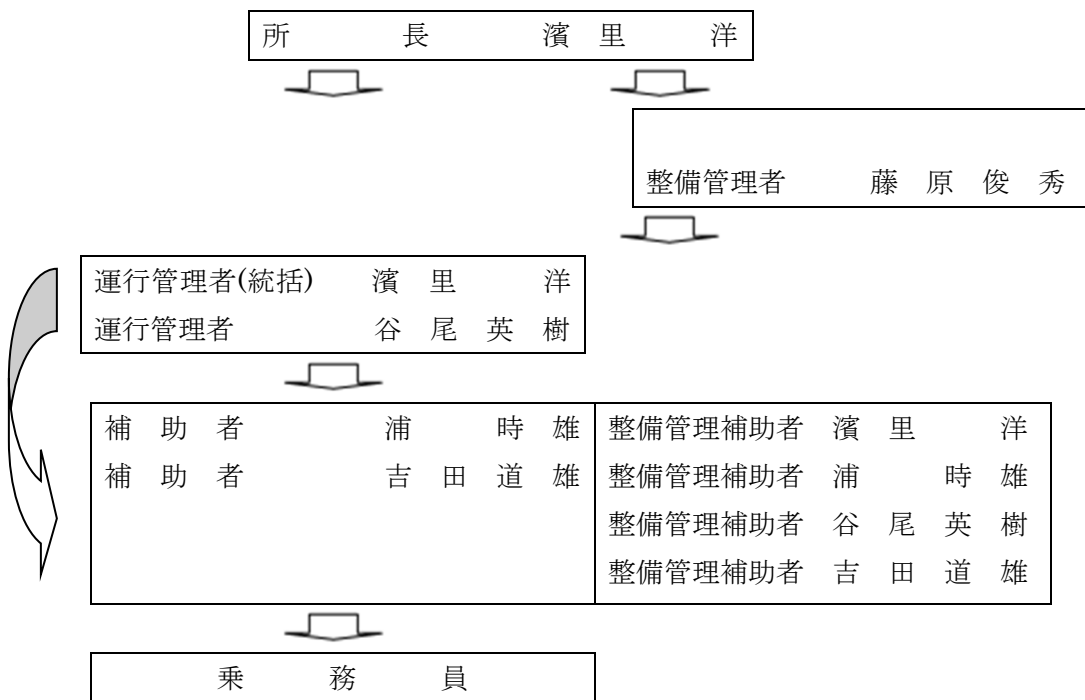 所長 濱里 洋
整備管理者 藤原俊秀
運行管理者(統括) 濱里 洋
運行管理者 谷尾英樹
補助者 浦 時雄
補助者 吉田道雄
整備管理補助者 濱里 洋
整備管理補助者 浦 時雄
整備管理補助者 谷尾英樹
整備管理補助者 吉田道雄
乗務員